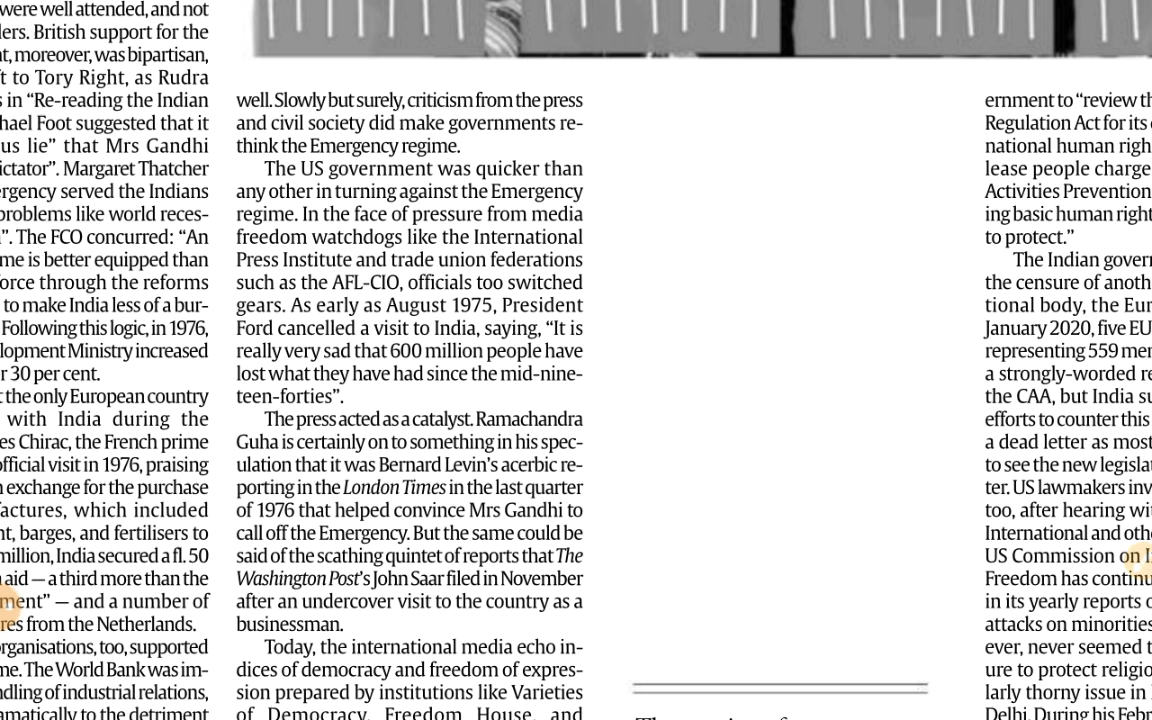 were well attended, and not
ders. British support for the
t, moreover, was bipartisan,
t to Tory Right, as Rudra
s in “Re-reading the Indian
hael Foot suggested that it
us lie” that Mrs Gandhi
ictator”. Margaret Thatcher
ergency served the Indians
problems like world reces-
”. The FCO concurred: “An
me is better equipped than
orce through the reforms
to make India less of a bur-
Following this logic, in 1976,
lopment Ministry increased
r 30 per cent.
t the only European country
with India during the
es Chirac, the French prime
official visit in 1976, praising
n exchange for the purchase
factures, which included
nt, barges, and fertilisers to
million, India secured a fl. 50
aid — a third more than the
ment” — and a number of
res from the Netherlands.
organisations, too, supported
me. The World Bank was im-
ndling of industrial relations,
amatically to the detriment
well. Slowly but surely, criticism from the press
and civil society did make governments re-
think the Emergency regime.
The US government was quicker than
any other in turning against the Emergency
regime. In the face of pressure from media
freedom watchdogs like the International
Press Institute and trade union federations
such as the AFL-CIO, officials too switched
gears. As early as August 1975, President
Ford cancelled a visit to India, saying, “It is
really very sad that 600 million people have
lost what they have had since the mid-nine-
teen-forties”.
The press acted as a catalyst. Ramachandra
Guha is certainly on to something in his spec-
ulation that it was Bernard Levin’s acerbic re-
porting in the London Times in the last quarter
of 1976 that helped convince Mrs Gandhi to
call off the Emergency. But the same could be
said of the scathing quintet of reports that The
Washington Post’s John Saar filed in November
after an undercover visit to the country as a
businessman.
Today, the international media echo in-
dices of democracy and freedom of expres-
sion prepared by institutions like Varieties
of Democracy, Freedom House, and
ernment to “review th
Regulation Act for its
national human righ
lease people charge
Activities Prevention
ing basic human right
to protect.”
The Indian govern
the censure of anoth
tional body, the Eur
January 2020, five EU
representing 559 mem
a strongly-worded re
the CAA, but India su
efforts to counter this
a dead letter as most
to see the new legislat
ter. US lawmakers inv
too, after hearing wit
International and othe
US Commission on I
Freedom has continu
in its yearly reports o
attacks on minorities
ever, never seemed t
ure to protect religio
larly thorny issue in
Delhi. During his Febr